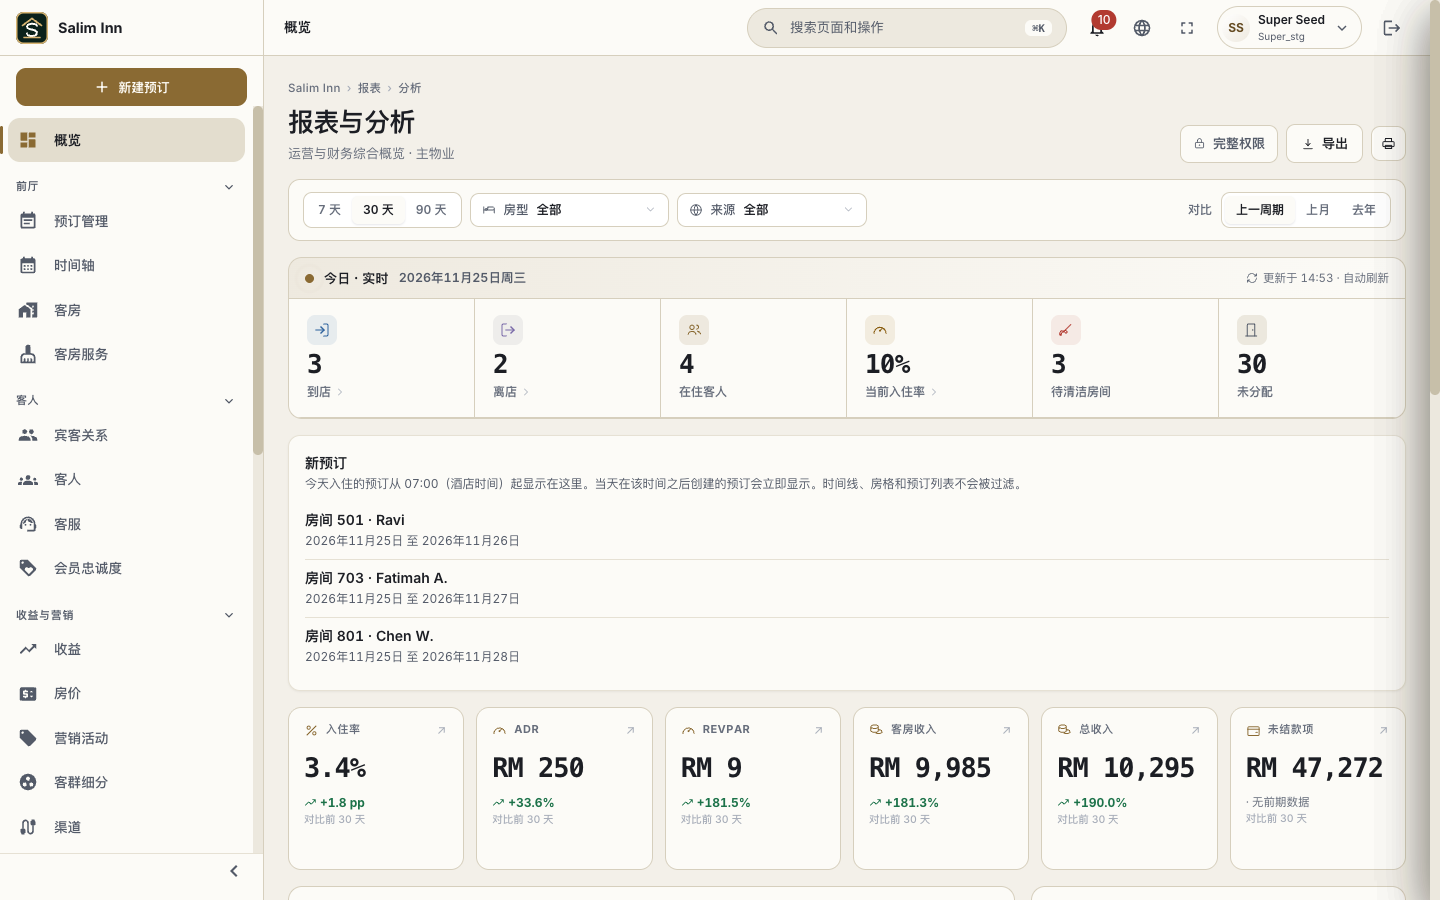 Salim Inn
概览
搜索页面和操作
⌘K
10
SS
Super Seed
Super_stg
新建预订
概览
前厅
预订管理
时间轴
客房
客房服务
客人
宾客关系
客人
客服
会员忠诚度
收益与营销
收益
房价
营销活动
客群细分
渠道
Salim Inn › 报表 › 分析
报表与分析
运营与财务综合概览 · 主物业
完整权限
导出
7 天 30 天 90 天
房型 全部
来源 全部
对比 上一周期 上月 去年
今日 · 实时 2026年11月25日周三
更新于 14:53 · 自动刷新
3
到店
2
离店
4
在住客人
10%
当前入住率
3
待清洁房间
30
未分配
新预订
今天入住的预订从 07:00（酒店时间）起显示在这里。当天在该时间之后创建的预订会立即显示。时间线、房格和预订列表不会被过滤。
房间 501 · Ravi
2026年11月25日 至 2026年11月26日
房间 703 · Fatimah A.
2026年11月25日 至 2026年11月27日
房间 801 · Chen W.
2026年11月25日 至 2026年11月28日
入住率
3.4%
+1.8 pp
对比前 30 天
ADR
RM 250
+33.6%
对比前 30 天
REVPAR
RM 9
+181.5%
对比前 30 天
客房收入
RM 9,985
+181.3%
对比前 30 天
总收入
RM 10,295
+190.0%
对比前 30 天
未结款项
RM 47,272
· 无前期数据
对比前 30 天